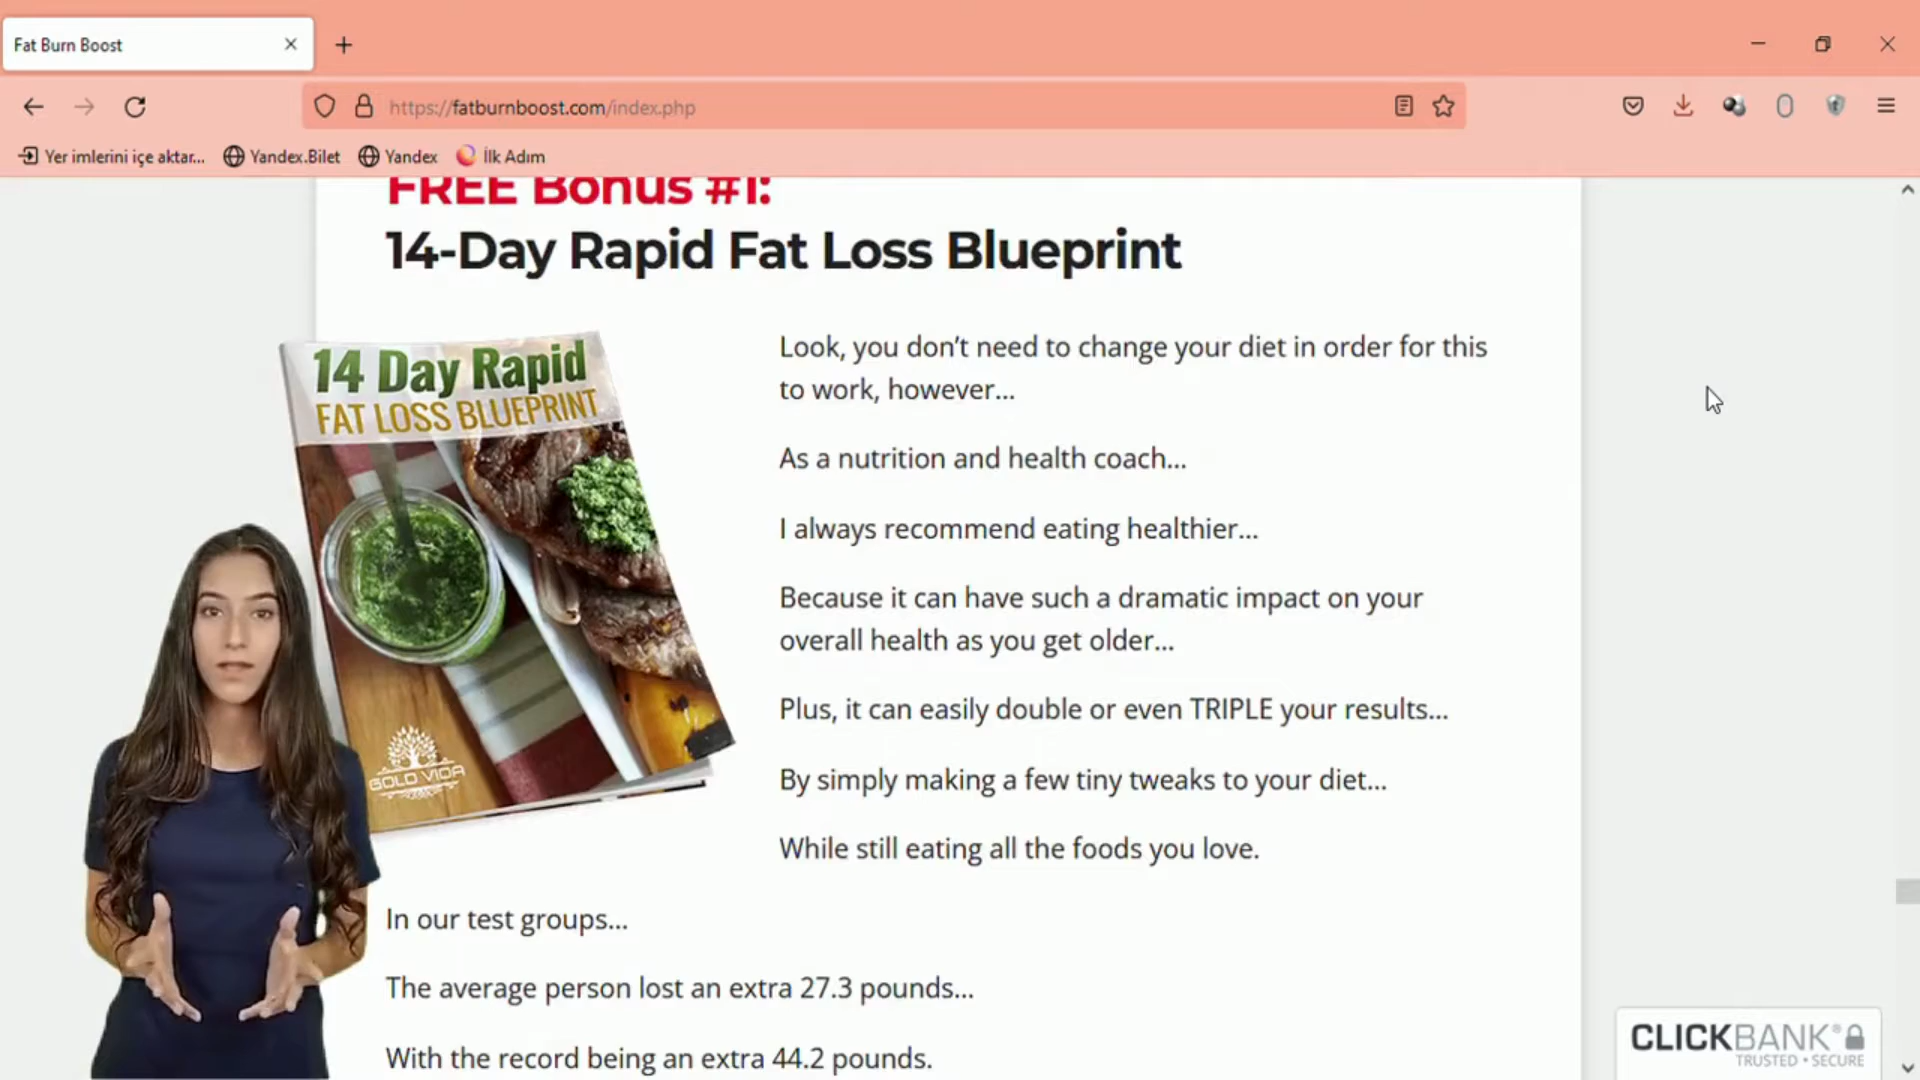 Fat Burn Boost
https://fatburnboost.com/index.php
Yer imlerini içe aktar...
Yandex.Bilet
Yandex
İlk Adım
FREE Bonus #1:
14-Day Rapid Fat Loss Blueprint
14 Day Rapid
FAT LOSS BLUEPRINT
GOLD VIDA
Look, you don't need to change your diet in order for this
to work, however...
As a nutrition and health coach...
I always recommend eating healthier...
Because it can have such a dramatic impact on your
overall health as you get older...
Plus, it can easily double or even TRIPLE your results...
By simply making a few tiny tweaks to your diet...
While still eating all the foods you love.
In our test groups...
The average person lost an extra 27.3 pounds...
With the record being an extra 44.2 pounds.
CLICKBANK®
TRUSTED • SECURE